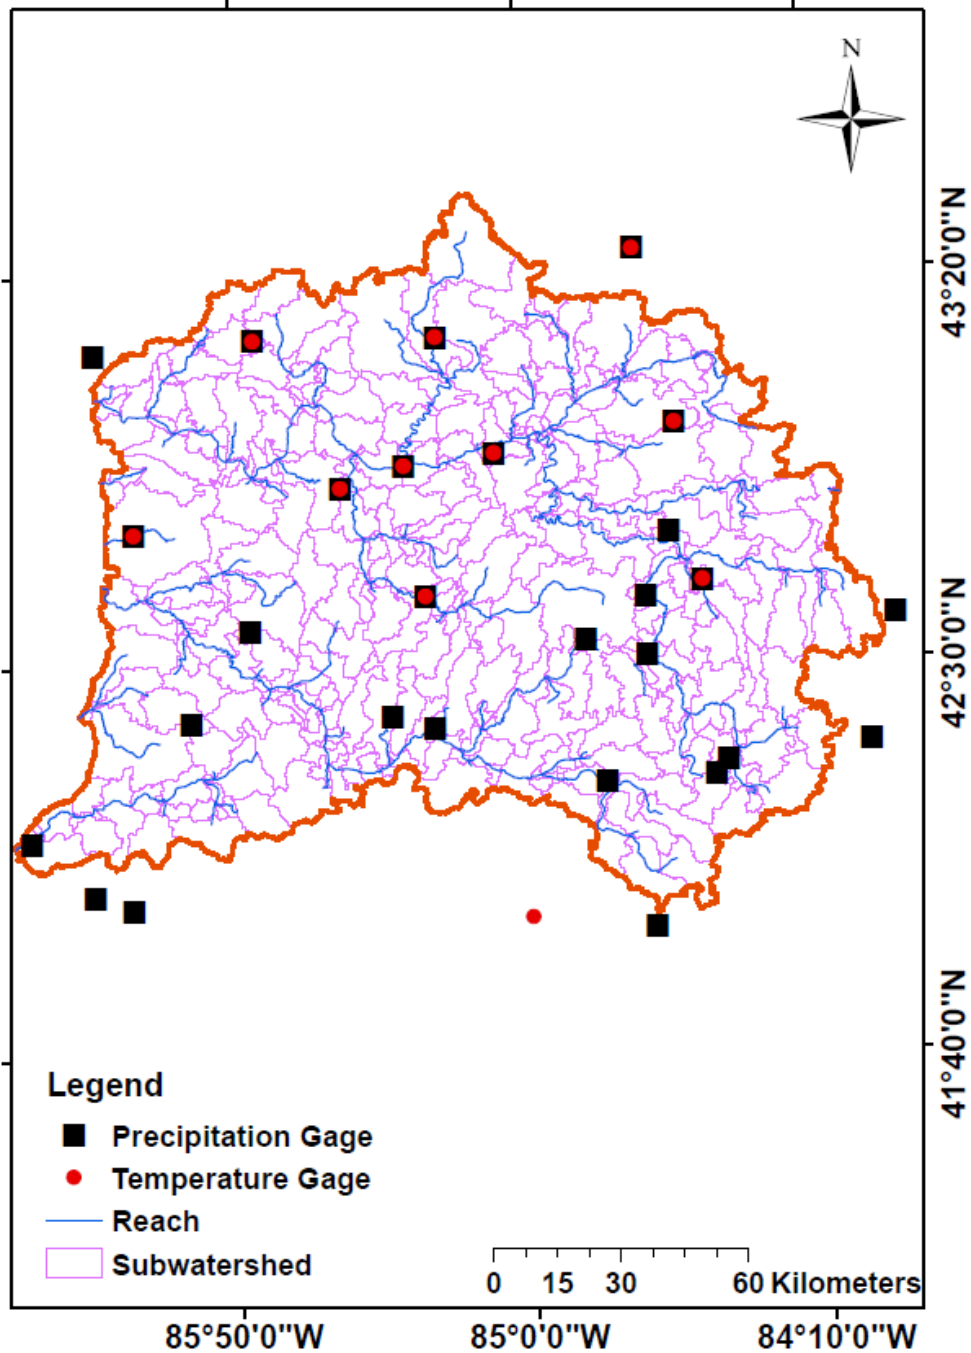 N
43°20'0"N
42°30'0"N
41°40'0"N
Legend
Precipitation Gage
Temperature Gage
Reach
Subwatershed
0 15 30 60 Kilometers
85°50'0"W 85°0'0"W 84°10'0"W